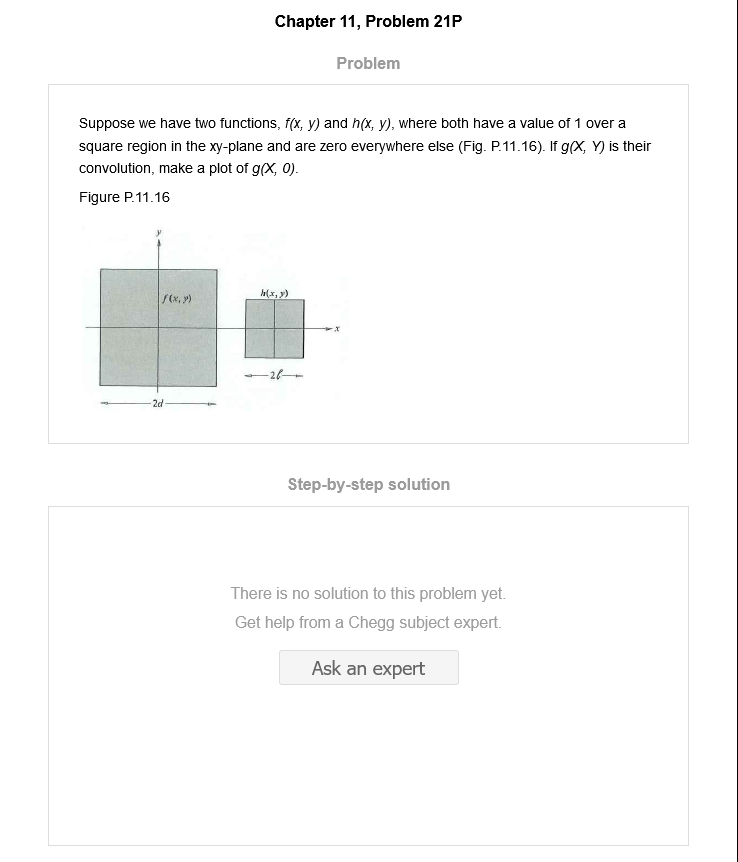 Chapter 11, Problem 21P
Problem
Suppose we have two functions, f(x, y) and h(x, y), where both have a value of 1 over a
square region in the xy-plane and are zero everywhere else (Fig. P.11.16). If g(X, Y) is their
convolution, make a plot of g(X, 0).
Figure P.11.16
y
f(x, y)
h(x, y)
x
2ℓ
2d
Step-by-step solution
There is no solution to this problem yet.
Get help from a Chegg subject expert.
Ask an expert